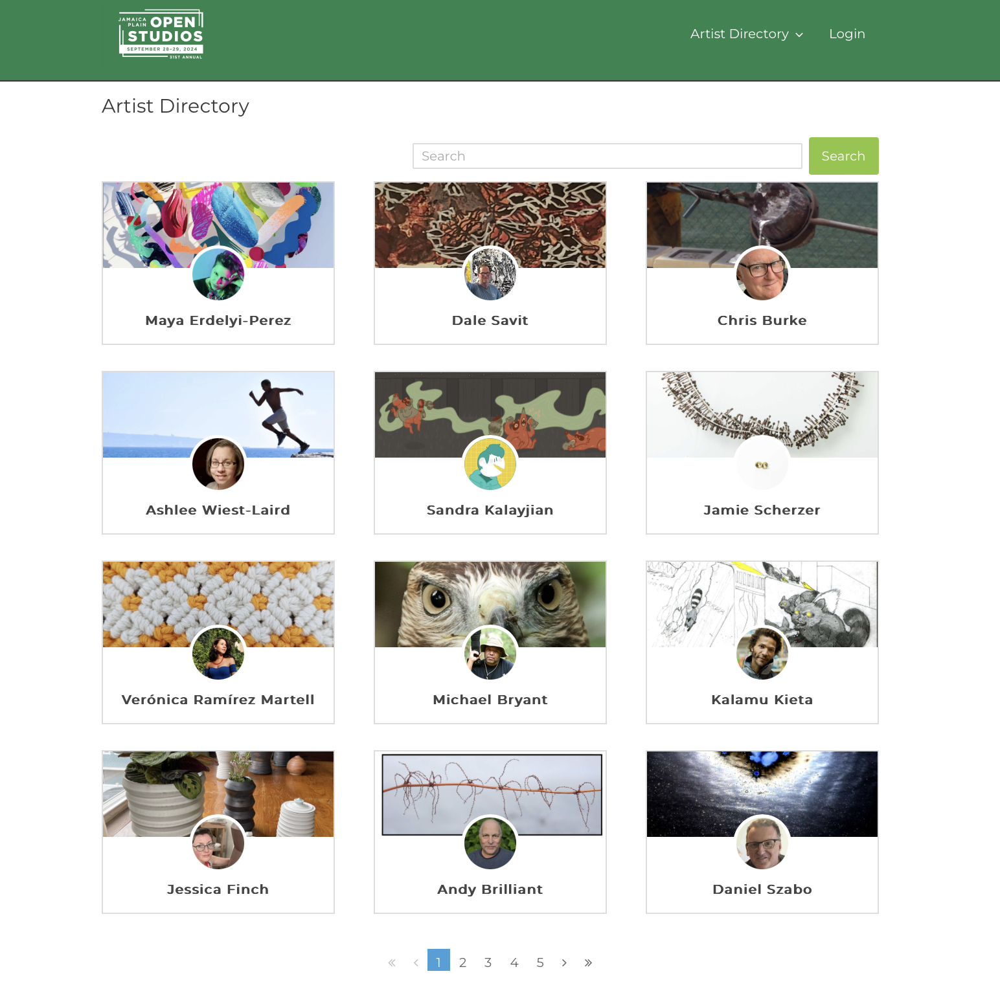 JAMAICA PLAIN OPEN
STUDIOS
SEPTEMBER 28-29, 2024
31ST ANNUAL
Artist Directory
Login
Artist Directory
Search
Search
Maya Erdelyi-Perez
Dale Savit
Chris Burke
Ashlee Wiest-Laird
Sandra Kalayjian
Jamie Scherzer
Verónica Ramírez Martell
Michael Bryant
Kalamu Kieta
Jessica Finch
Andy Brilliant
Daniel Szabo
« ‹ 1 2 3 4 5 › »